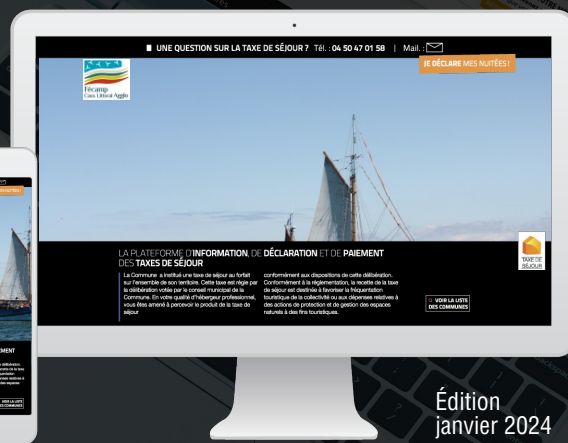 ■ UNE QUESTION SUR LA TAXE DE SÉJOUR ? Tél. : 04 50 47 01 58 | Mail. :
JE DÉCLARE MES NUITÉES !
Fécamp
Caux Littoral Agglo
LA PLATEFORME D'INFORMATION, DE DÉCLARATION ET DE PAIEMENT
DES TAXES DE SÉJOUR
La Commune a institué une taxe de séjour au forfait
sur l'ensemble de son territoire. Cette taxe est régie par
la délibération votée par le conseil municipal de la
Commune. En votre qualité d'hébergeur professionnel,
vous êtes amené à percevoir le produit de la taxe de
séjour
conformément aux dispositions de cette délibération.
Conformément à la réglementation, la recette de la taxe
de séjour est destinée à favoriser la fréquentation
touristique de la collectivité ou aux dépenses relatives à
des actions de protection et de gestion des espaces
naturels à des fins touristiques.
TAXE DE
SÉJOUR
VOIR LA LISTE
DES COMMUNES
EMENT
VOIR LA LISTE
DES COMMUNES
Édition
janvier 2024